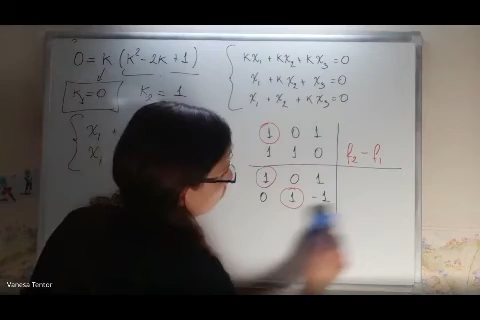 0 = k (k² - 2k + 1)
k₁ = 0 k₂ = 1
x₁ +
x₁
kx₁ + kx₂ + kx₃ = 0
x₁ + kx₂ + x₃ = 0
x₁ + x₂ + kx₃ = 0
1 0 1
1 1 0 f₂ - f₁
1 0 1
0 1 -1
Vanesa Tentor